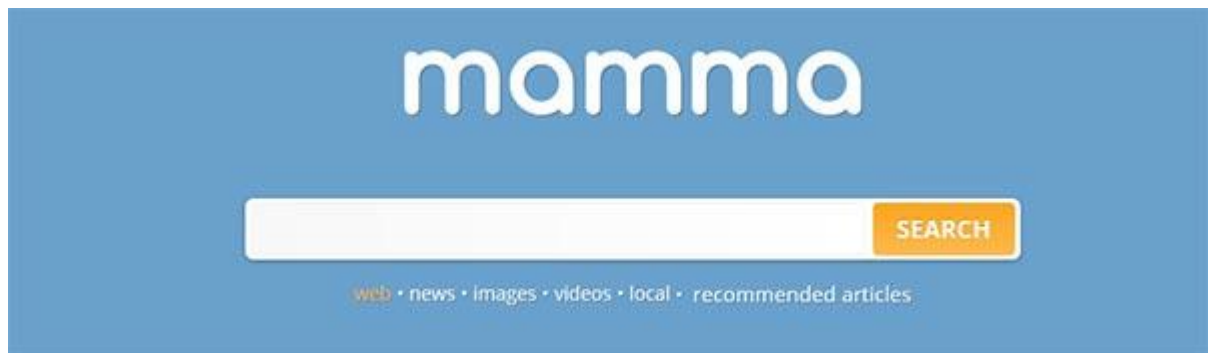 mamma
SEARCH
web • news • images • videos • local • recommended articles